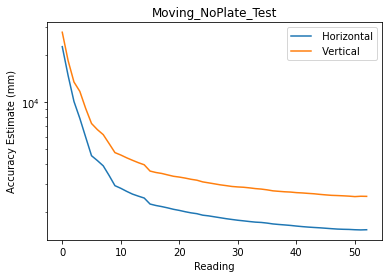 Moving_NoPlate_Test
Horizontal
Vertical
Accuracy Estimate (mm)
10⁴
0 10 20 30 40 50
Reading